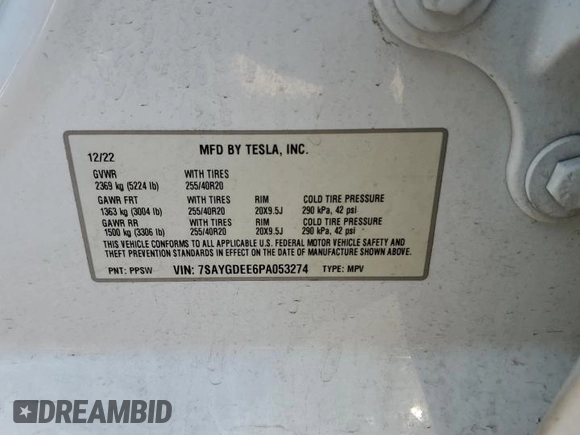 MFD BY TESLA, INC.
12/22
GVWR WITH TIRES
2369 kg (5224 lb) 255/40R20
GAWR FRT WITH TIRES RIM COLD TIRE PRESSURE
1363 kg (3004 lb) 255/40R20 20X9.5J 290 kPa, 42 psi
GAWR RR WITH TIRES RIM COLD TIRE PRESSURE
1500 kg (3306 lb) 255/40R20 20X9.5J 290 kPa, 42 psi
THIS VEHICLE CONFORMS TO ALL APPLICABLE U.S. FEDERAL MOTOR VEHICLE SAFETY AND
THEFT PREVENTION STANDARDS IN EFFECT ON THE DATE OF MANUFACTURE SHOWN ABOVE.
PNT: PPSW VIN: 7SAYGDEE6PA053274 TYPE: MPV
DREAMBID